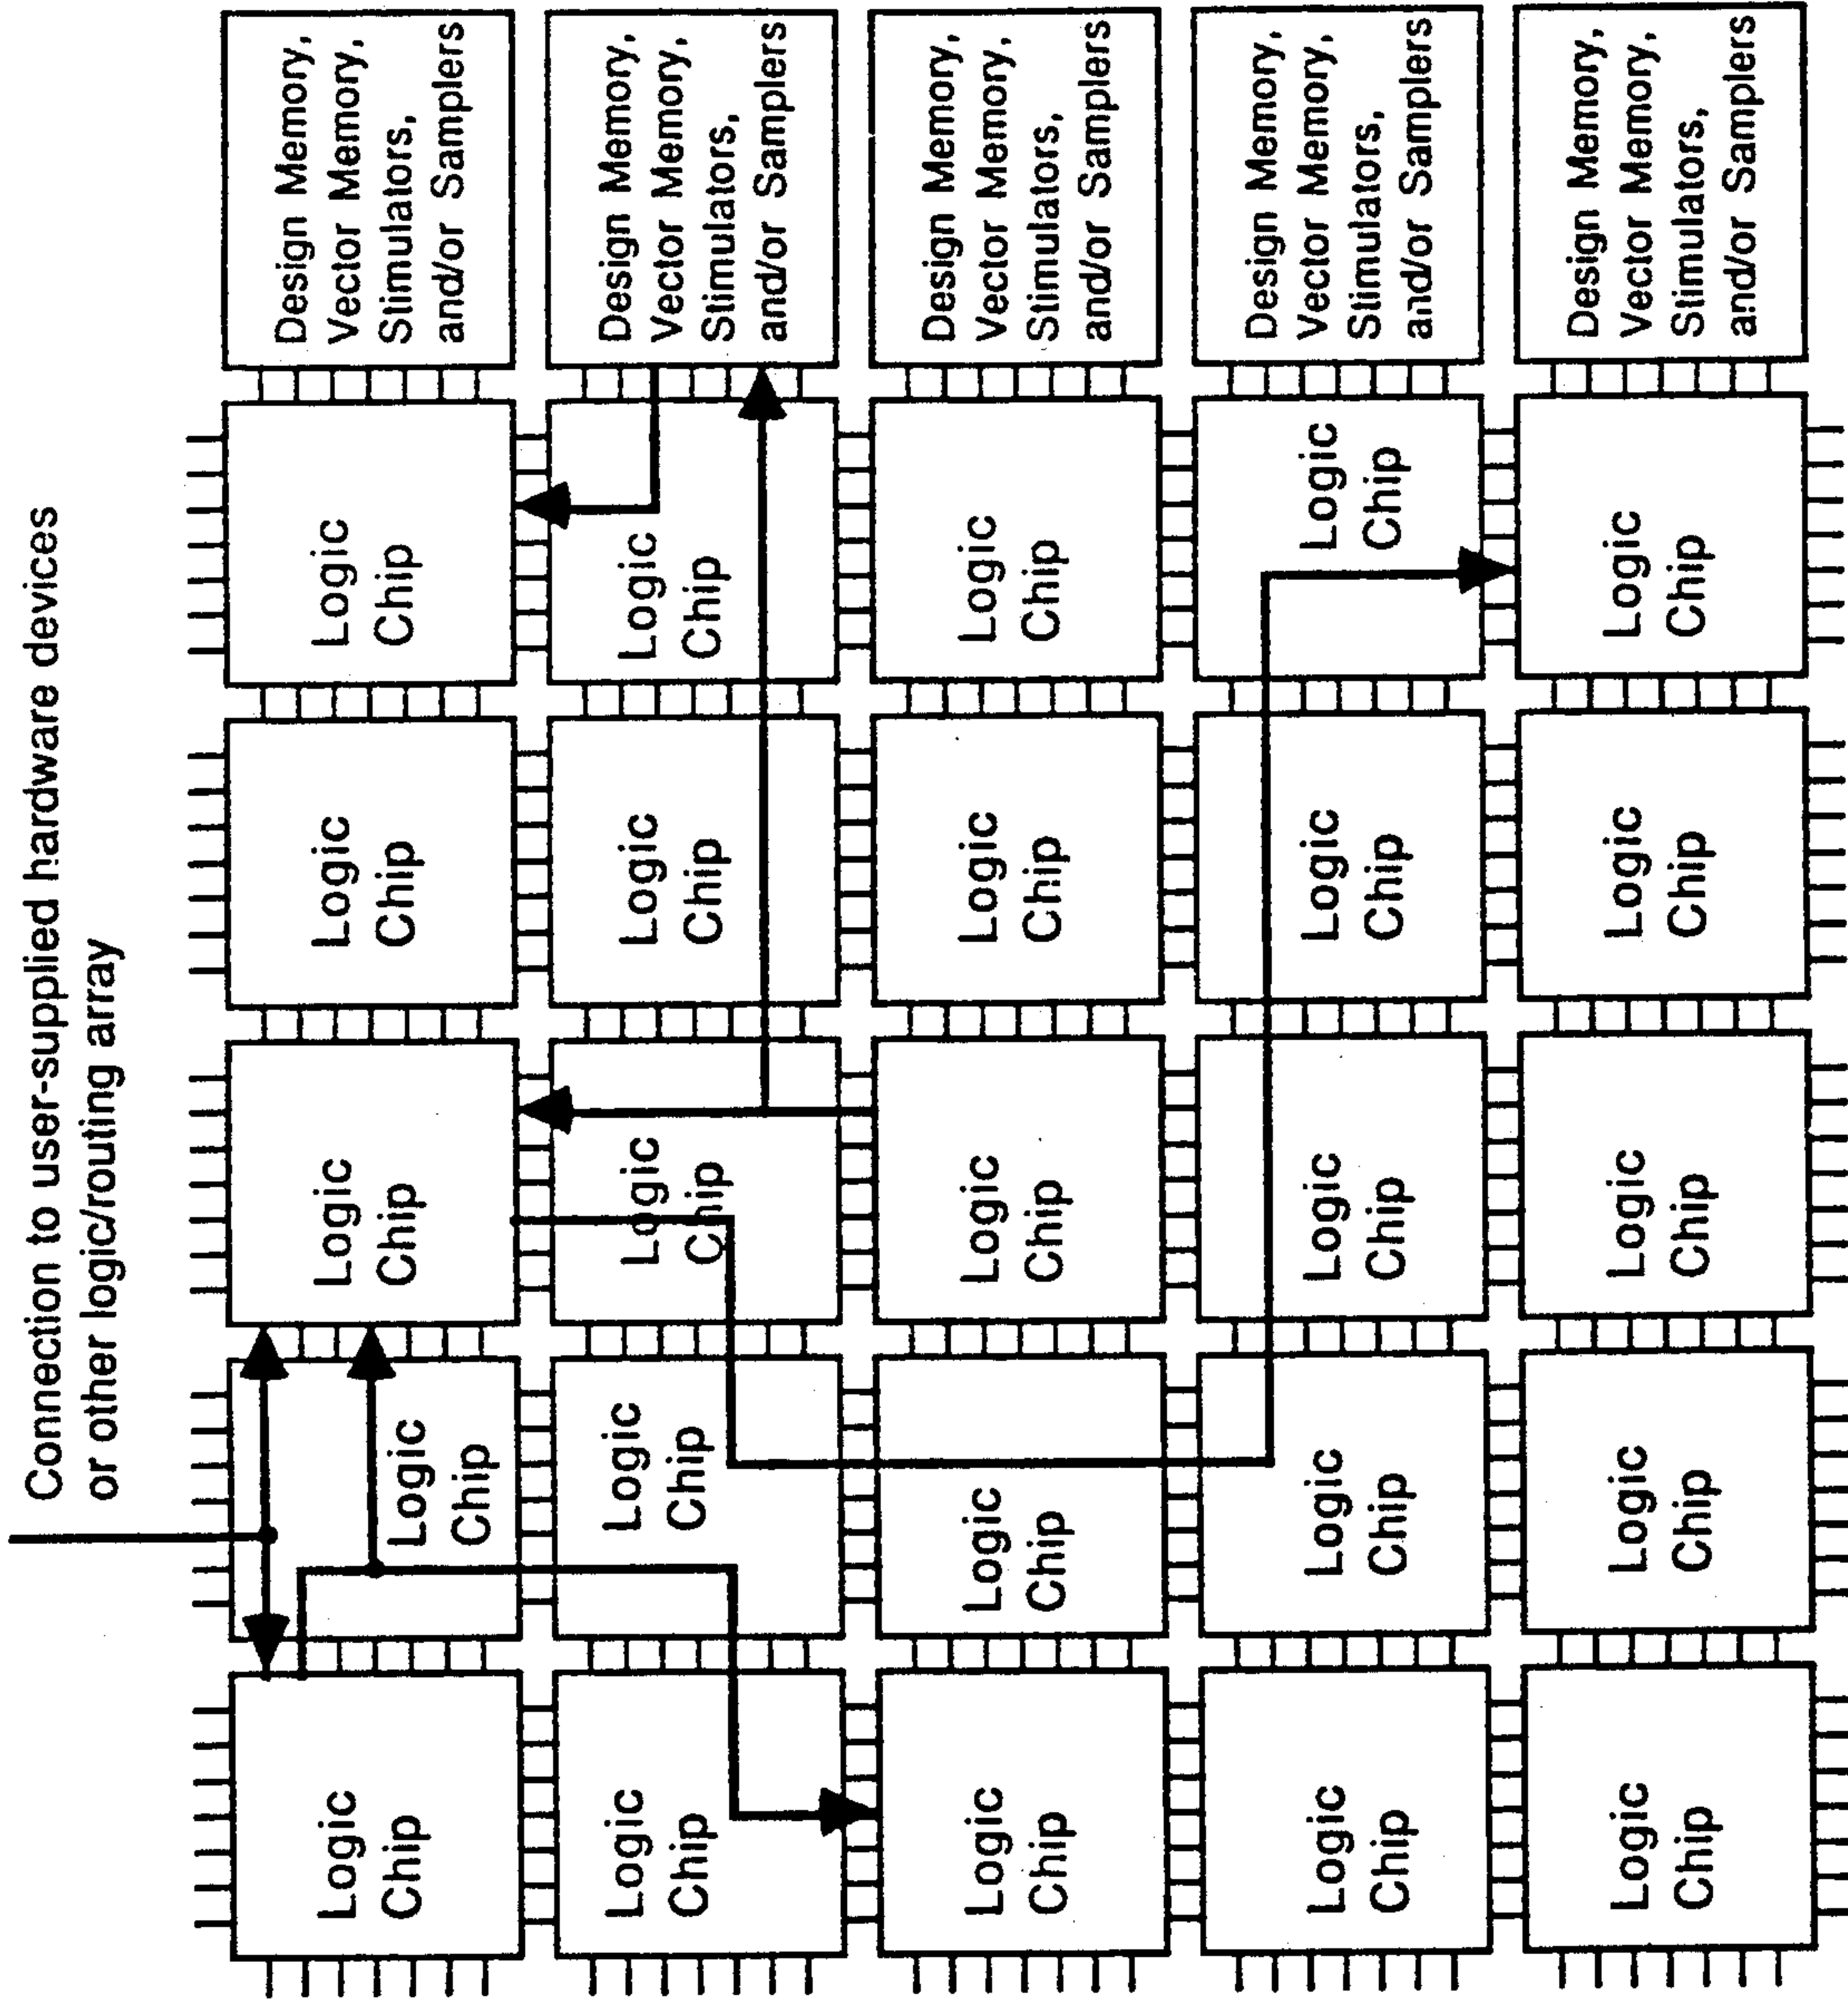 Connection to user-supplied hardware devices
or other logic/routing array
Logic
Chip
Logic
Chip
Logic
Chip
Logic
Chip
Logic
Chip
Design Memory,
Vector Memory,
Stimulators,
and/or Samplers
Logic
Chip
Logic
Chip
Logic
Chip
Logic
Chip
Logic
Chip
Design Memory,
Vector Memory,
Stimulators,
and/or Samplers
Logic
Chip
Logic
Chip
Logic
Chip
Logic
Chip
Logic
Chip
Design Memory,
Vector Memory,
Stimulators,
and/or Samplers
Logic
Chip
Logic
Chip
Logic
Chip
Logic
Chip
Logic
Chip
Design Memory,
Vector Memory,
Stimulators,
and/or Samplers
Logic
Chip
Logic
Chip
Logic
Chip
Logic
Chip
Logic
Chip
Design Memory,
Vector Memory,
Stimulators,
and/or Samplers